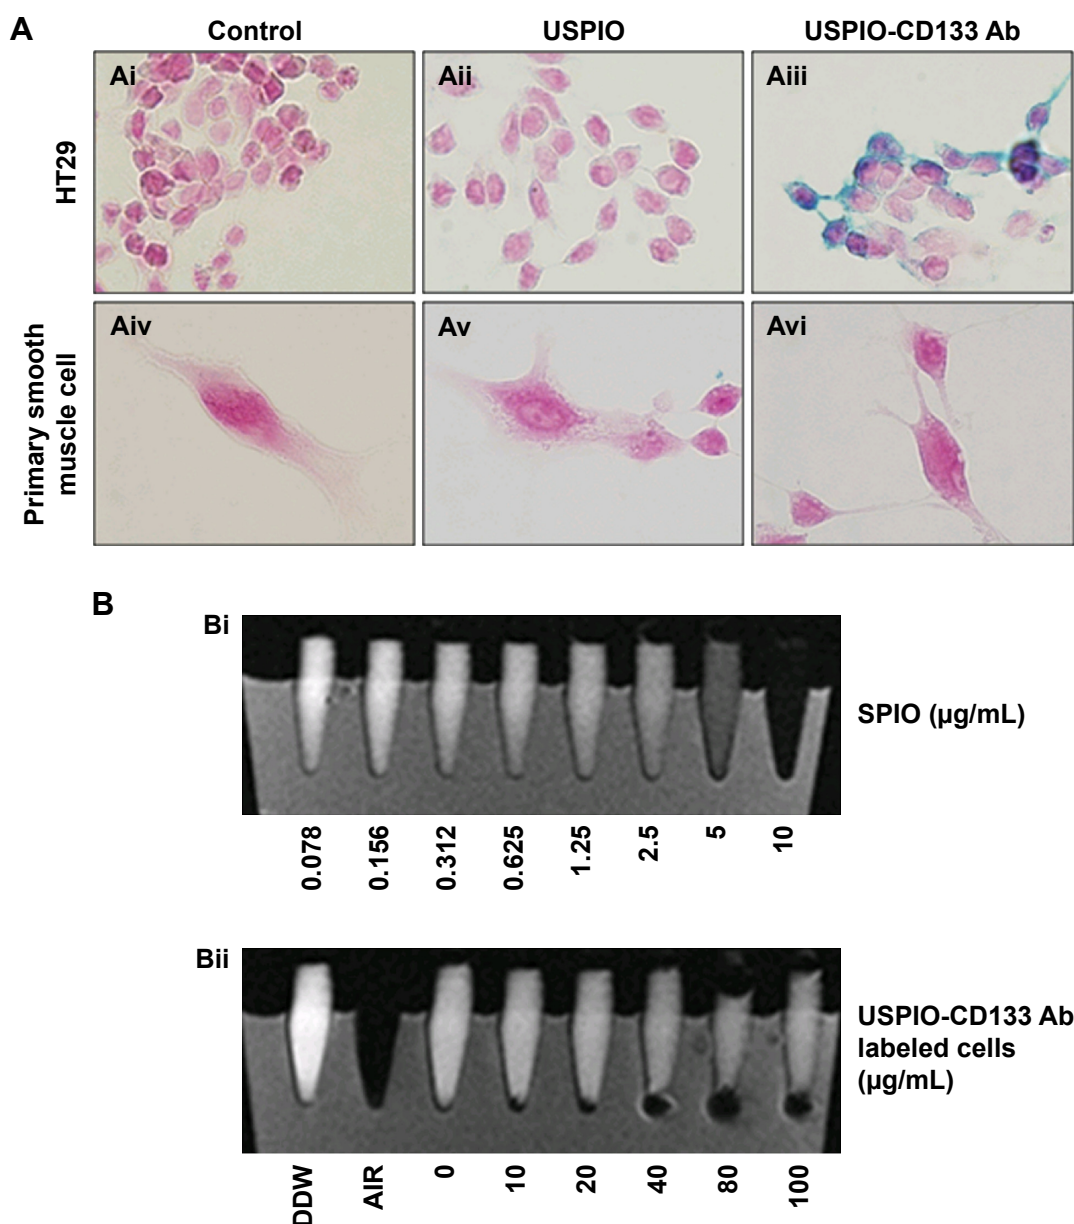 A
Control
USPIO
USPIO-CD133 Ab
HT29
Ai
Aii
Aiii
Primary smooth
muscle cell
Aiv
Av
Avi
B
Bi
SPIO (µg/mL)
0.078
0.156
0.312
0.625
1.25
2.5
5
10
Bii
USPIO-CD133 Ab
labeled cells
(µg/mL)
DDW
AIR
0
10
20
40
80
100